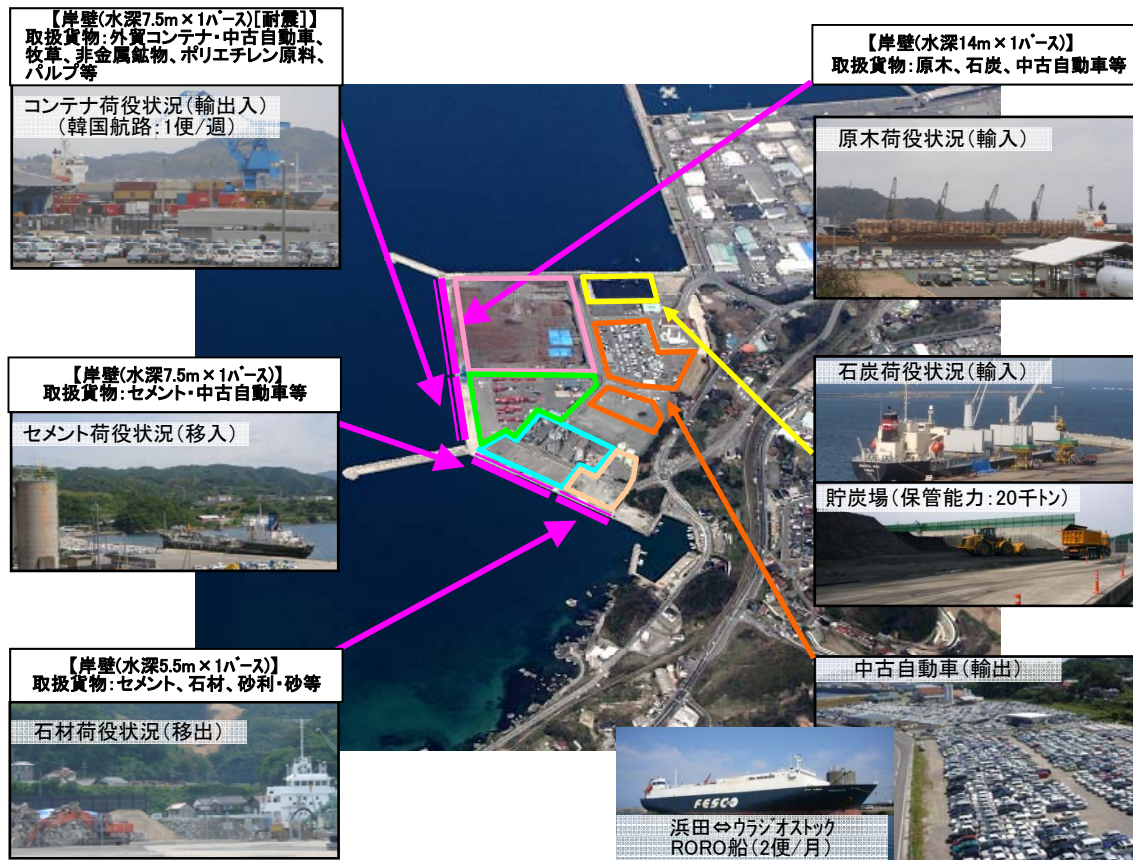 【岸壁(水深7.5m×1バース)[耐震]】
取扱貨物:外貿コンテナ・中古自動車、
牧草、非金属鉱物、ポリエチレン原料、
パルプ等
コンテナ荷役状況(輸出入)
(韓国航路:1便/週)
【岸壁(水深7.5m×1バース)】
取扱貨物:セメント・中古自動車等
セメント荷役状況(移入)
【岸壁(水深5.5m×1バース)】
取扱貨物:セメント、石材、砂利・砂等
石材荷役状況(移出)
【岸壁(水深14m×1バース)】
取扱貨物:原木、石炭、中古自動車等
原木荷役状況(輸入)
石炭荷役状況(輸入)
貯炭場(保管能力:20千トン)
中古自動車(輸出)
FESCO
浜田⇔ウラジオストック
RORO船(2便/月)